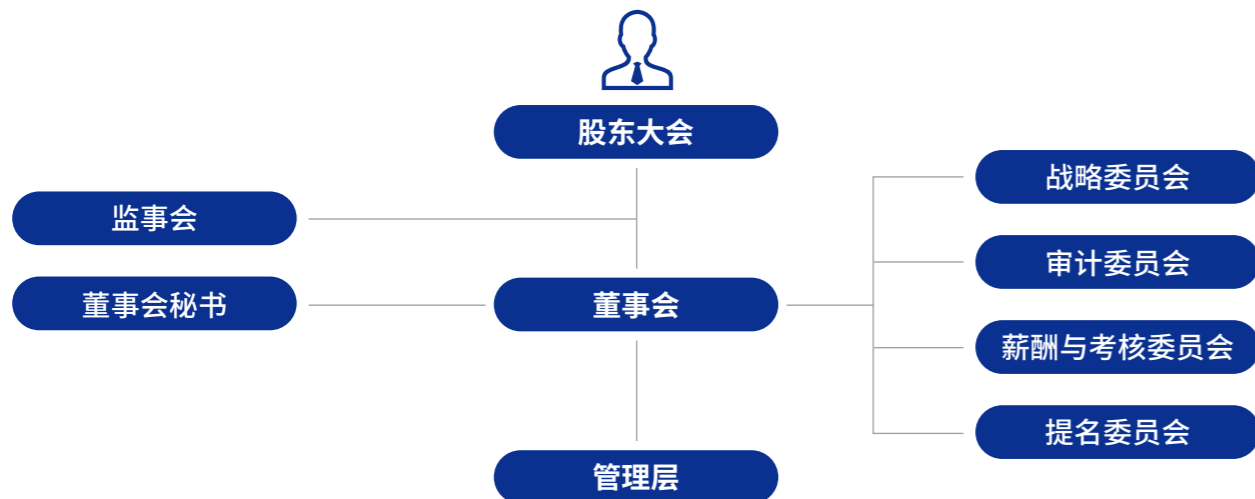 股东大会
监事会
董事会秘书
董事会
战略委员会
审计委员会
薪酬与考核委员会
提名委员会
管理层